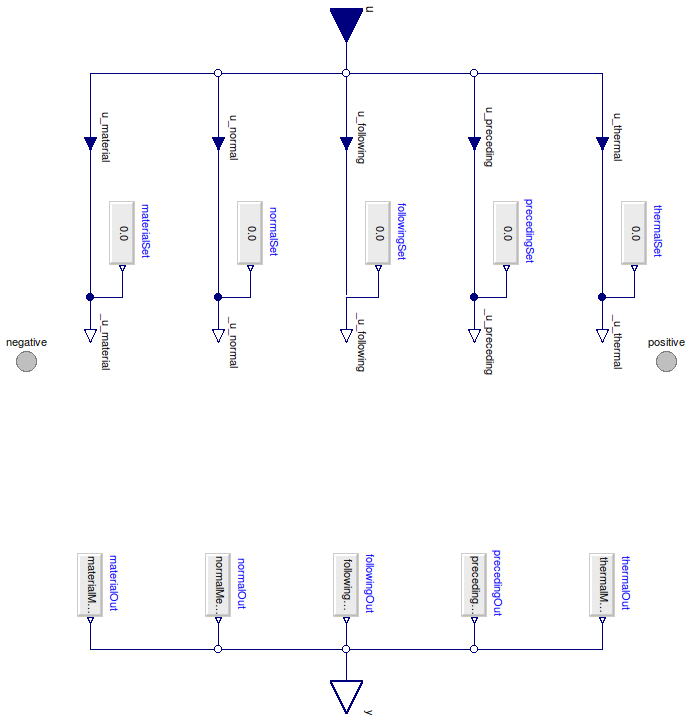 u
u_material
u_normal
u_following
u_preceding
u_thermal
materialSet
normalSet
followingSet
precedingSet
thermalSet
0.0
0.0
0.0
0.0
0.0
_u_material
_u_normal
_u_following
_u_preceding
_u_thermal
negative
positive
materialOut
normalOut
followingOut
precedingOut
thermalOut
materialM...
normalMe...
following...
preceding...
thermalM...
y